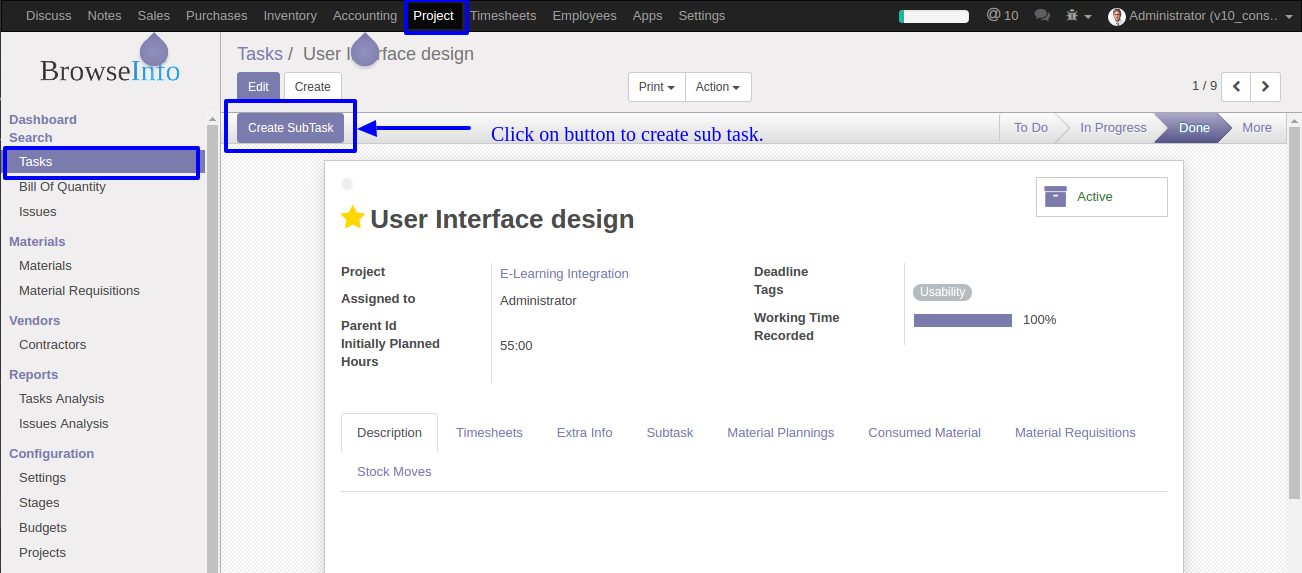 Discuss Notes Sales Purchases Inventory Accounting Project Timesheets Employees Apps Settings @ 10 Administrator (v10_cons..
BrowseInfo
Tasks / User Interface design
Edit Create Print Action 1 / 9
Create SubTask Click on button to create sub task. To Do In Progress Done More
Dashboard
Search
Tasks
Bill Of Quantity
Issues
Materials
Materials
Material Requisitions
Vendors
Contractors
Reports
Tasks Analysis
Issues Analysis
Configuration
Settings
Stages
Budgets
Projects
Active
User Interface design
Project E-Learning Integration
Assigned to Administrator
Parent Id
Initially Planned
Hours 55:00
Deadline
Tags Usability
Working Time
Recorded 100%
Description Timesheets Extra Info Subtask Material Plannings Consumed Material Material Requisitions
Stock Moves